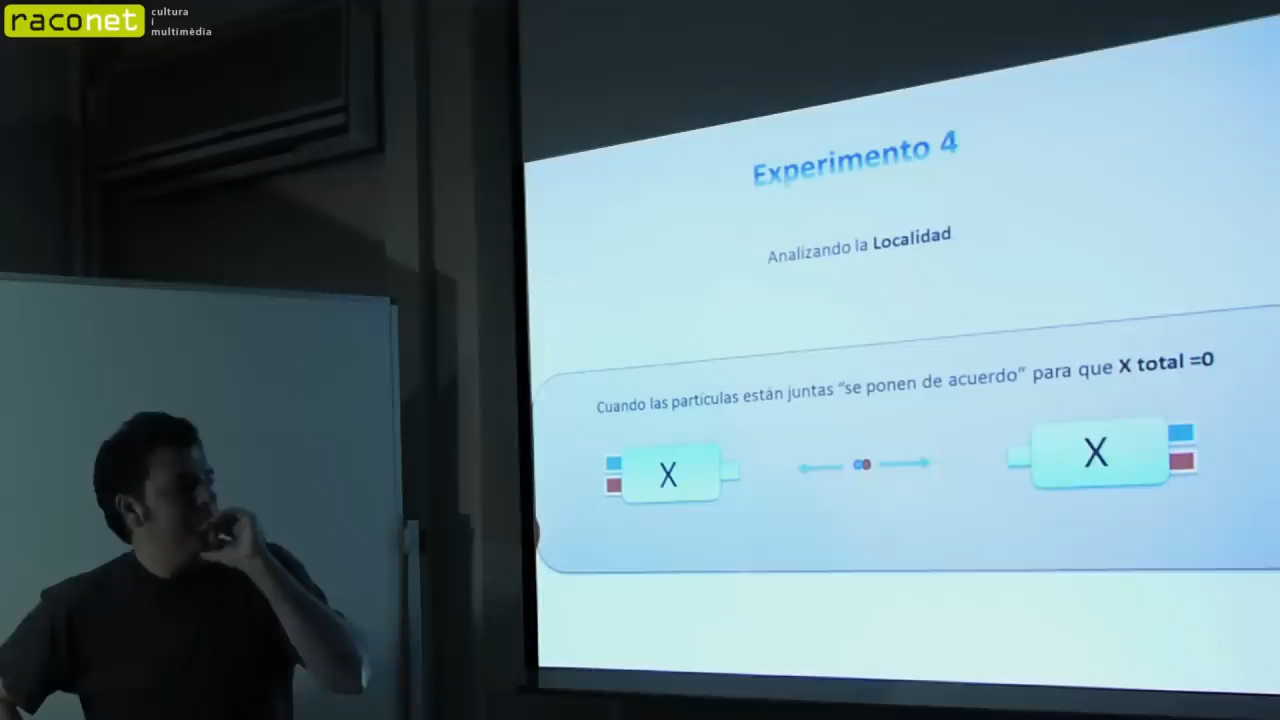 raconet
cultura
i
multimèdia
Experimento 4
Analizando la Localidad
Cuando las partículas están juntas “se ponen de acuerdo” para que X total =0
X
X